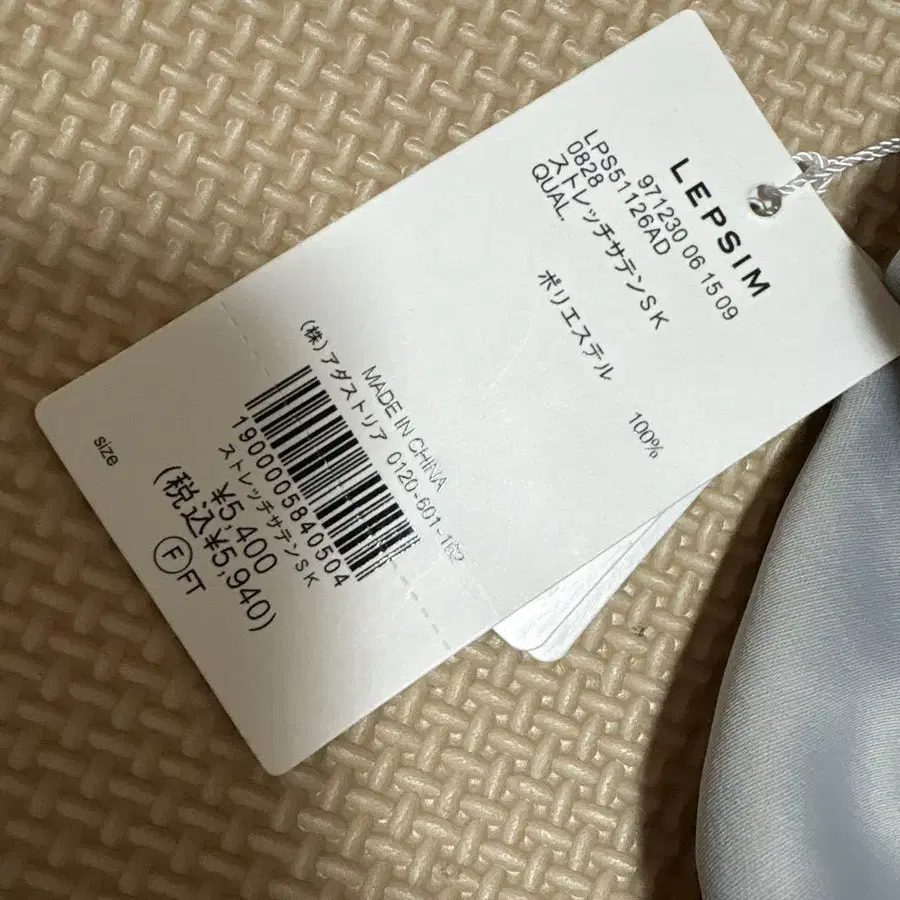 LEPSIM
971230 06 1509
LPS51126AD
0828
ストレッチサテンSK
QUAL.
ポリエステル 100%
MADE IN CHINA
(株)アダストリア 0120-601-162
1900005840504
ストレッチサテンSK
¥5,400
(税込¥5,940)
size Ⓕ FT